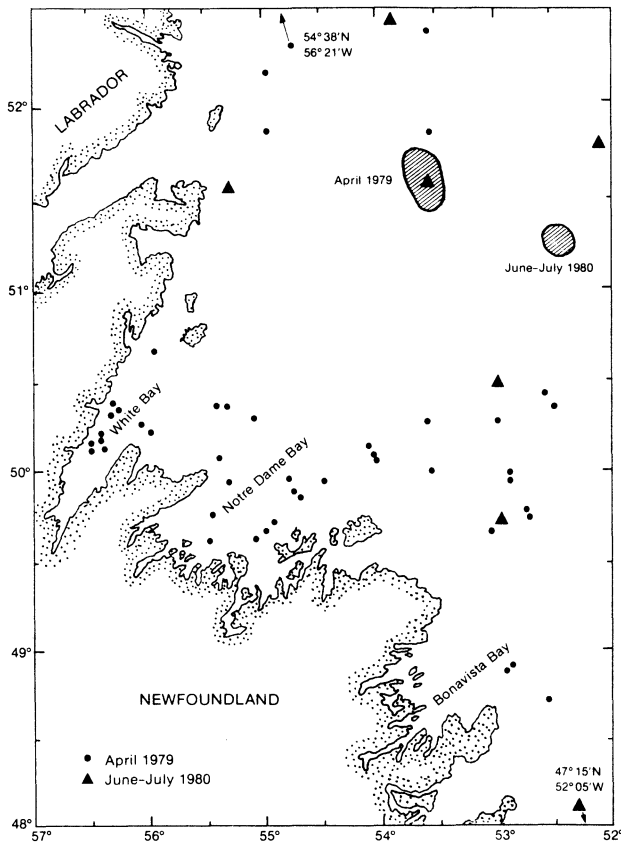 54°38'N
56°21'W
LABRADOR
52°
April 1979
June-July 1980
51°
White Bay
Notre Dame Bay
50°
49°
Bonavista Bay
NEWFOUNDLAND
● April 1979
▲ June-July 1980
47°15'N
52°05'W
48°
57° 56° 55° 54° 53° 52°